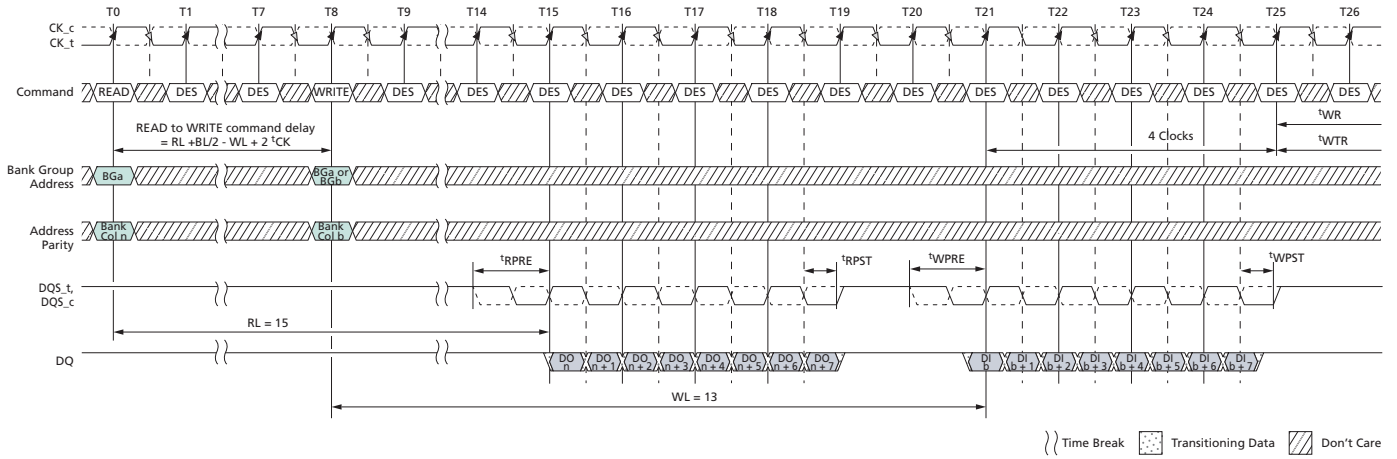 T0 T1 T7 T8 T9 T14 T15 T16 T17 T18 T19 T20 T21 T22 T23 T24 T25 T26
CK_c
CK_t
Command READ DES DES WRITE DES DES DES DES DES DES DES DES DES DES DES DES DES DES
READ to WRITE command delay
= RL +BL/2 - WL + 2 tCK
4 Clocks
tWR
tWTR
Bank Group
Address
BGa
BGa or
BGb
Address
Parity
Bank
Col n
Bank
Col b
tRPRE tRPST tWPRE tWPST
DQS_t,
DQS_c
RL = 15
DQ
DO DO DO DO DO DO DO DO DI DI DI DI DI DI DI DI
n n + 1 n + 2 n + 3 n + 4 n + 5 n + 6 n + 7 b b + 1 b + 2 b + 3 b + 4 b + 5 b + 6 b + 7
WL = 13
Time Break Transitioning Data Don't Care